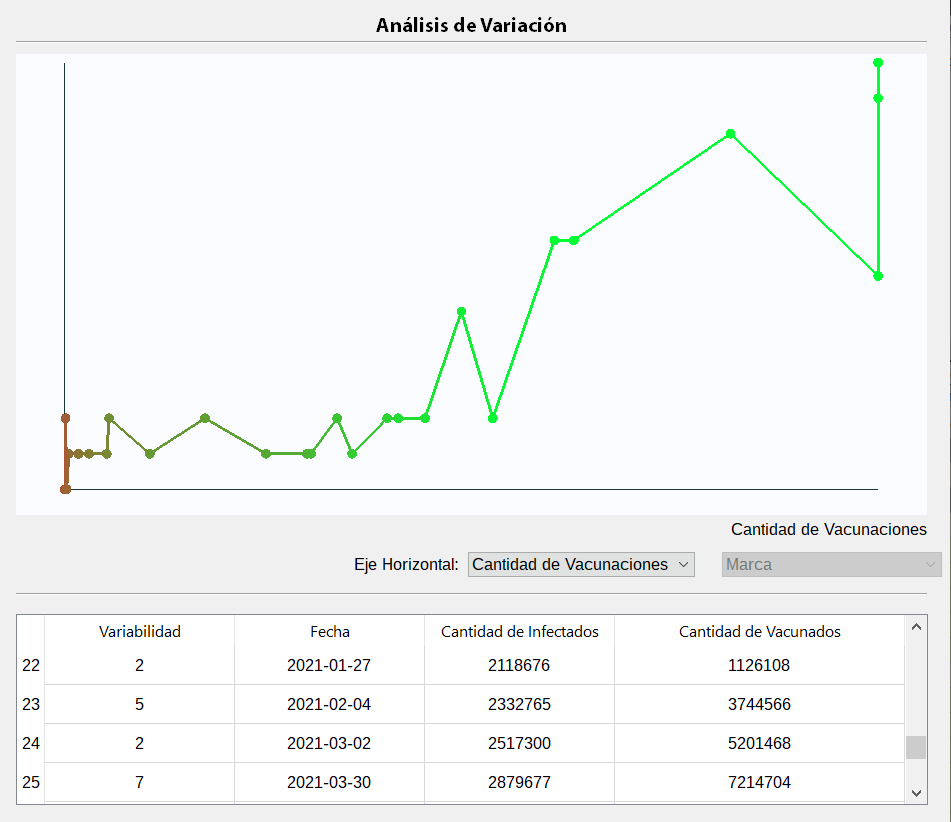 Análisis de Variación
Cantidad de Vacunaciones
Eje Horizontal: Cantidad de Vacunaciones Marca
Variabilidad Fecha Cantidad de Infectados Cantidad de Vacunados
22 2 2021-01-27 2118676 1126108
23 5 2021-02-04 2332765 3744566
24 2 2021-03-02 2517300 5201468
25 7 2021-03-30 2879677 7214704